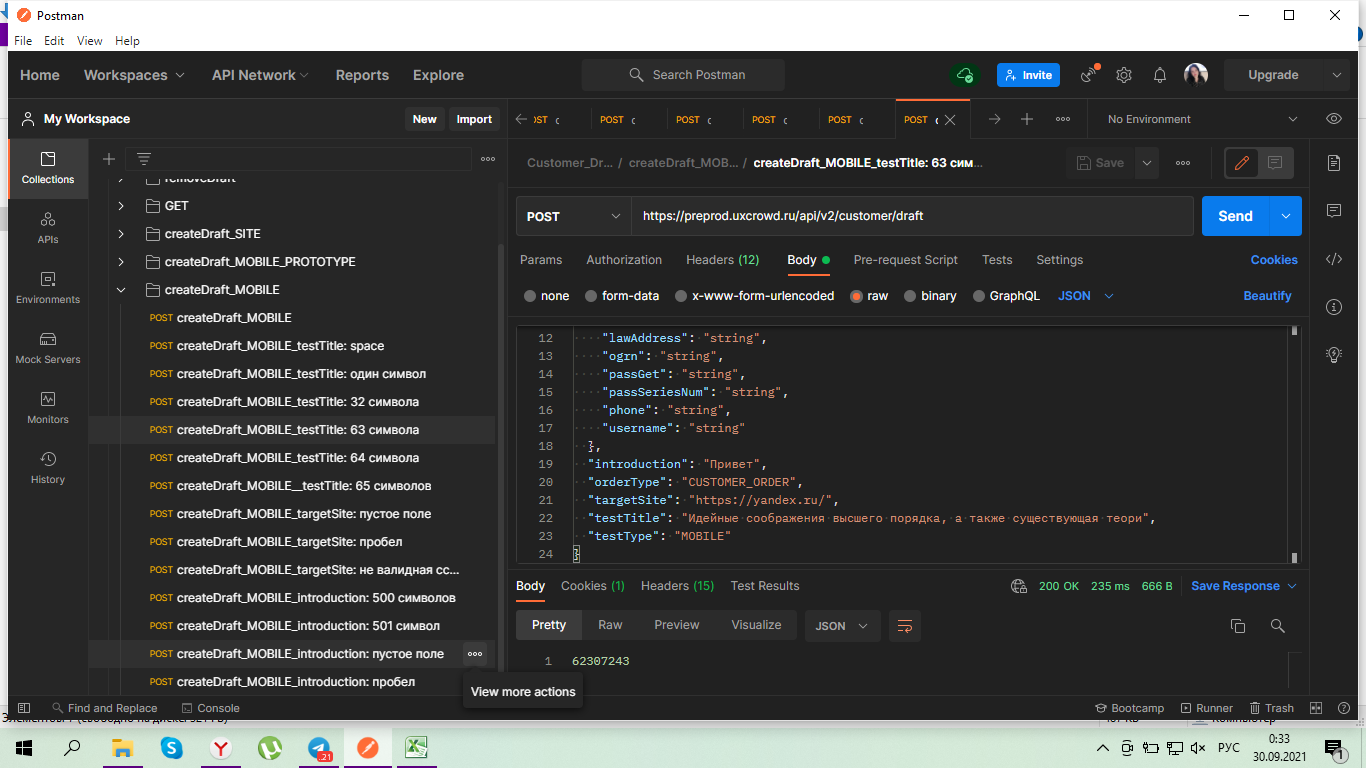 Postman
File Edit View Help
Home Workspaces API Network Reports Explore Search Postman Invite Upgrade
My Workspace New Import
POST POST POST POST POST No Environment
Collections
APIs
Environments
Mock Servers
Monitors
History
removeDraft
GET
createDraft_SITE
createDraft_MOBILE_PROTOTYPE
createDraft_MOBILE
POST createDraft_MOBILE
POST createDraft_MOBILE_testTitle: space
POST createDraft_MOBILE_testTitle: один символ
POST createDraft_MOBILE_testTitle: 32 символа
POST createDraft_MOBILE_testTitle: 63 символа
POST createDraft_MOBILE_testTitle: 64 символа
POST createDraft_MOBILE__testTitle: 65 символов
POST createDraft_MOBILE_targetSite: пустое поле
POST createDraft_MOBILE_targetSite: пробел
POST createDraft_MOBILE_targetSite: не валидная сс...
POST createDraft_MOBILE_introduction: 500 символов
POST createDraft_MOBILE_introduction: 501 символ
POST createDraft_MOBILE_introduction: пустое поле
POST createDraft_MOBILE_introduction: пробел
View more actions
Customer_Dr... / createDraft_MOB... / createDraft_MOBILE_testTitle: 63 сим... Save
POST https://preprod.uxcrowd.ru/api/v2/customer/draft Send
Params Authorization Headers (12) Body Pre-request Script Tests Settings Cookies
none form-data x-www-form-urlencoded raw binary GraphQL JSON Beautify
12 "lawAddress": "string",
13 "ogrn": "string",
14 "passGet": "string",
15 "passSeriesNum": "string",
16 "phone": "string",
17 "username": "string"
18 },
19 "introduction": "Привет",
20 "orderType": "CUSTOMER_ORDER",
21 "targetSite": "https://yandex.ru/",
22 "testTitle": "Идейные соображения высшего порядка, а также существующая теори",
23 "testType": "MOBILE"
24 }
Body Cookies (1) Headers (15) Test Results 200 OK 235 ms 666 B Save Response
Pretty Raw Preview Visualize JSON
1 62307243
Find and Replace Console Bootcamp Runner Trash
21 РУС 0:33
30.09.2021 1